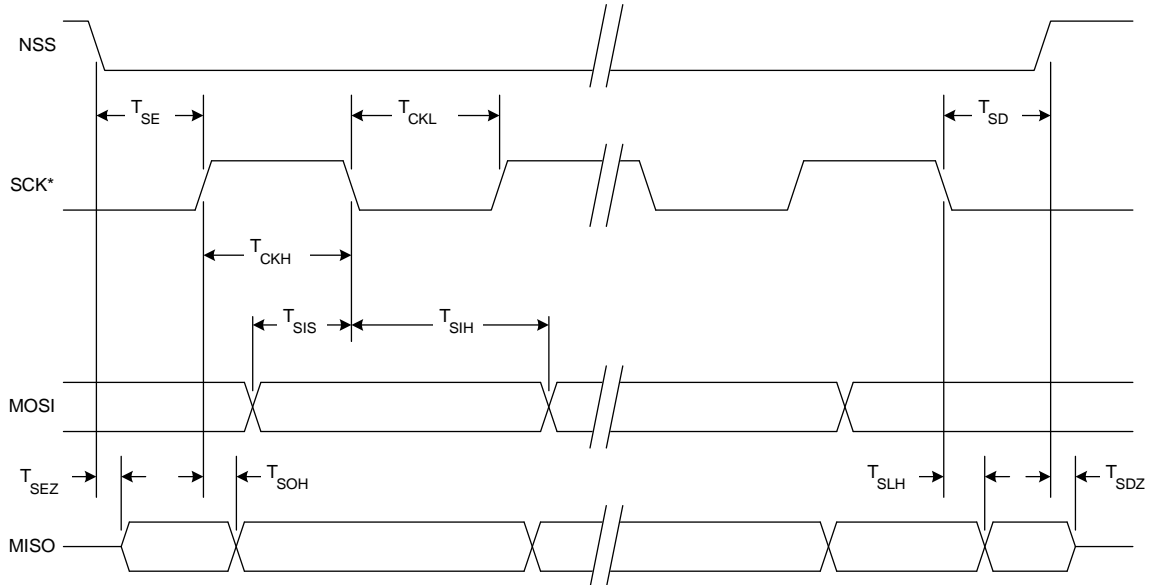 NSS
T_SE
T_CKL
T_SD
SCK*
T_CKH
T_SIS
T_SIH
MOSI
T_SEZ
T_SOH
T_SLH
T_SDZ
MISO